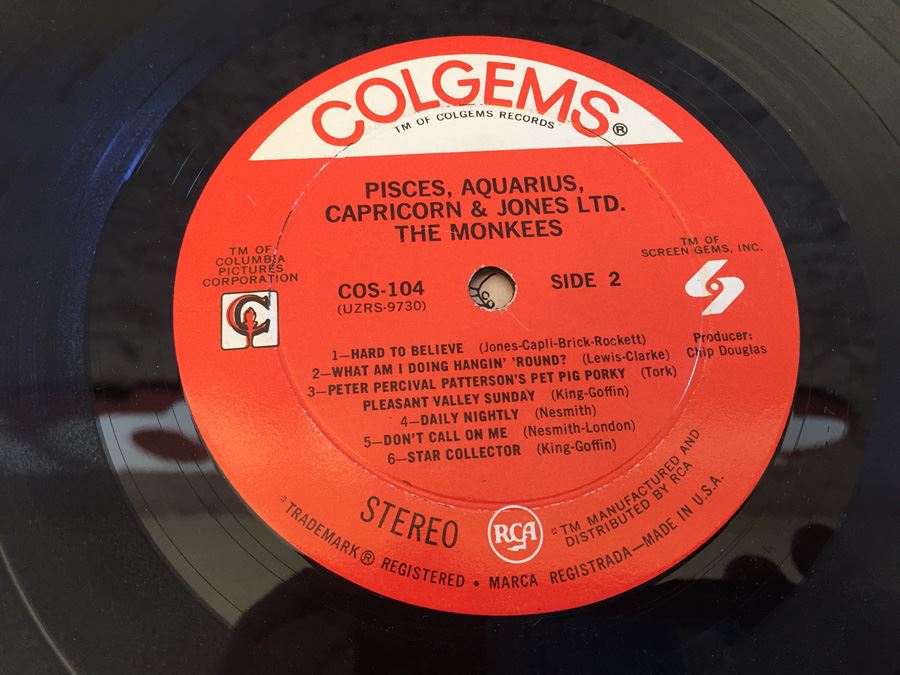 COLGEMS®
TM OF COLGEMS RECORDS
PISCES, AQUARIUS,
CAPRICORN & JONES LTD.
THE MONKEES
TM OF
COLUMBIA
PICTURES
CORPORATION
C
TM OF
SCREEN GEMS, INC.
COS-104
(UZRS-9730)
SIDE 2
Producer:
Chip Douglas
1—HARD TO BELIEVE (Jones-Capli-Brick-Rockett)
2—WHAT AM I DOING HANGIN' 'ROUND? (Lewis-Clarke)
3—PETER PERCIVAL PATTERSON'S PET PIG PORKY (Tork)
PLEASANT VALLEY SUNDAY (King-Goffin)
4—DAILY NIGHTLY (Nesmith)
5—DON'T CALL ON ME (Nesmith-London)
6—STAR COLLECTOR (King-Goffin)
STEREO
RCA
*TM MANUFACTURED AND
DISTRIBUTED BY RCA
*TRADEMARK® REGISTERED • MARCA REGISTRADA—MADE IN U.S.A.